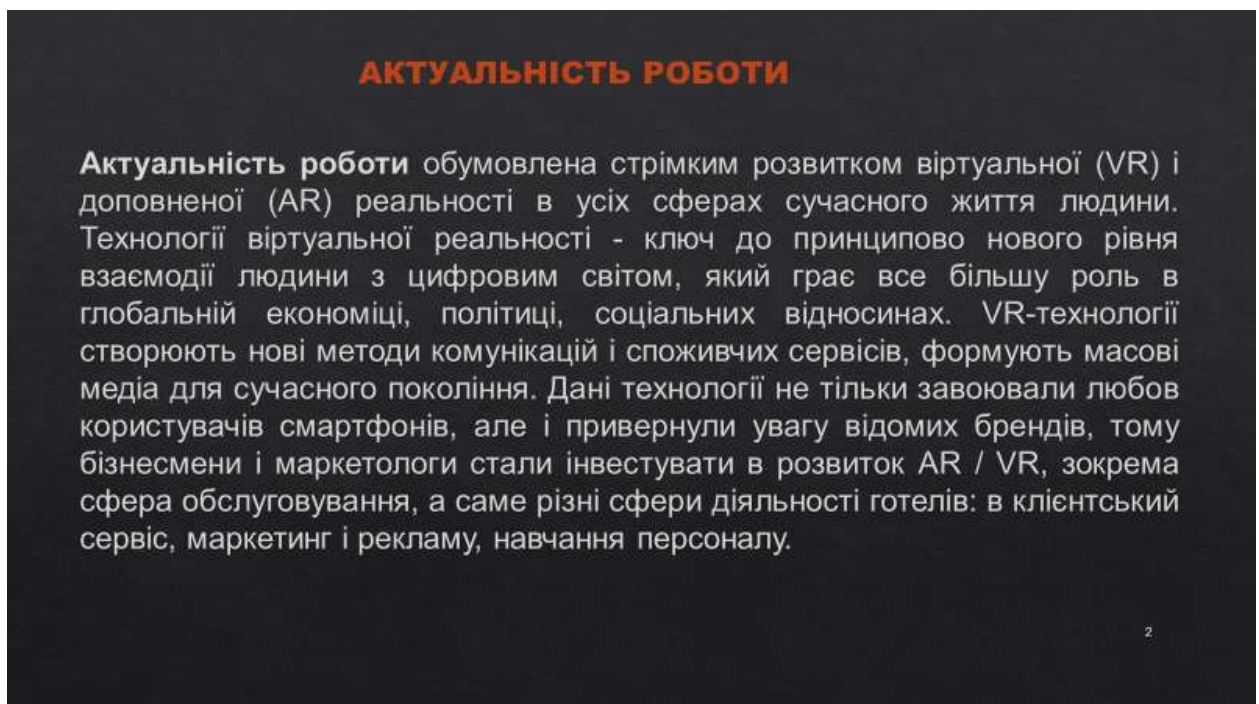 АКТУАЛЬНІСТЬ РОБОТИ
Актуальність роботи обумовлена стрімким розвитком віртуальної (VR) і
доповненої (AR) реальності в усіх сферах сучасного життя людини.
Технології віртуальної реальності - ключ до принципово нового рівня
взаємодії людини з цифровим світом, який грає все більшу роль в
глобальній економіці, політиці, соціальних відносинах. VR-технології
створюють нові методи комунікацій і споживчих сервісів, формують масові
медіа для сучасного покоління. Дані технології не тільки завоювали любов
користувачів смартфонів, але і привернули увагу відомих брендів, тому
бізнесмени і маркетологи стали інвестувати в розвиток AR / VR, зокрема
сфера обслуговування, а саме різні сфери діяльності готелів: в клієнтський
сервіс, маркетинг і рекламу, навчання персоналу.
2